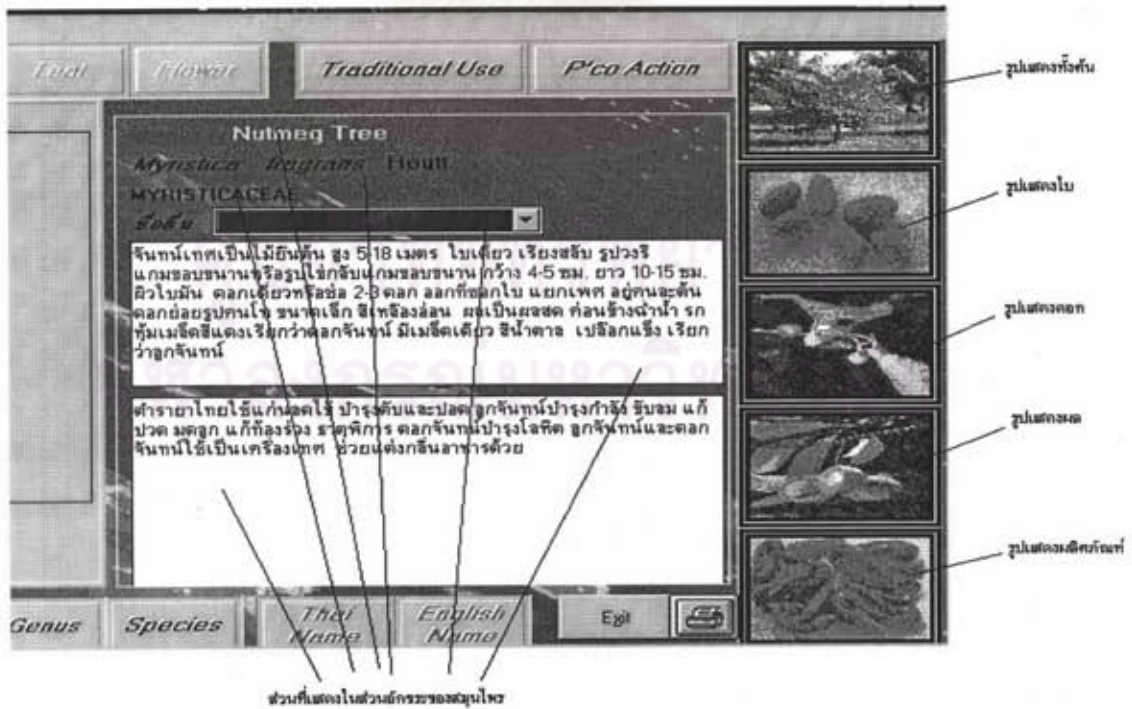 Flower
Traditional Use
P'co Action
รูปแสดงทั้งต้น
Nutmeg Tree
Myristica fragrans Houtt
MYRISTICACEAE
ชื่ออื่น
รูปแสดงใบ
จันทน์เทศเป็นไม้ยืนต้น สูง 5-18 เมตร ใบเดี่ยว เรียงสลับ รูปวงรี
แกมขอบขนานหรือรูปไข่กลับแกมขอบขนาน กว้าง 4-5 ซม. ยาว 10-15 ซม.
ผิวใบมัน ดอกเดี่ยวหรือช่อ 2-3 ดอก ออกที่ซอกใบ แยกเพศ อยู่คนละต้น
ดอกย่อยรูปคนโท ขนาดเล็ก สีเหลืองอ่อน ผลเป็นผลสด ค่อนข้างฉ่ำน้ำ รก
หุ้มเมล็ดสีแดงเรียกว่าดอกจันทน์ มีเมล็ดเดียว สีน้ำตาล เปลือกแข็ง เรียก
ว่าลูกจันทน์
รูปแสดงดอก
ตำรายาไทยใช้แก่นลดไข้ บำรุงตับและปอด ลูกจันทน์บำรุงกำลัง ขับลม แก้
ปวด มดลูก แก้ท้องร่วง ธาตุพิการ ดอกจันทน์บำรุงโลหิต ลูกจันทน์และดอก
จันทน์ใช้เป็นเครื่องเทศ ช่วยแต่งกลิ่นอาหารด้วย
รูปแสดงผล
รูปแสดงผลิตภัณฑ์
Genus
Species
Thai Name
English Name
Exit
ส่วนที่แสดงในส่วนอักขระของสมุนไพร